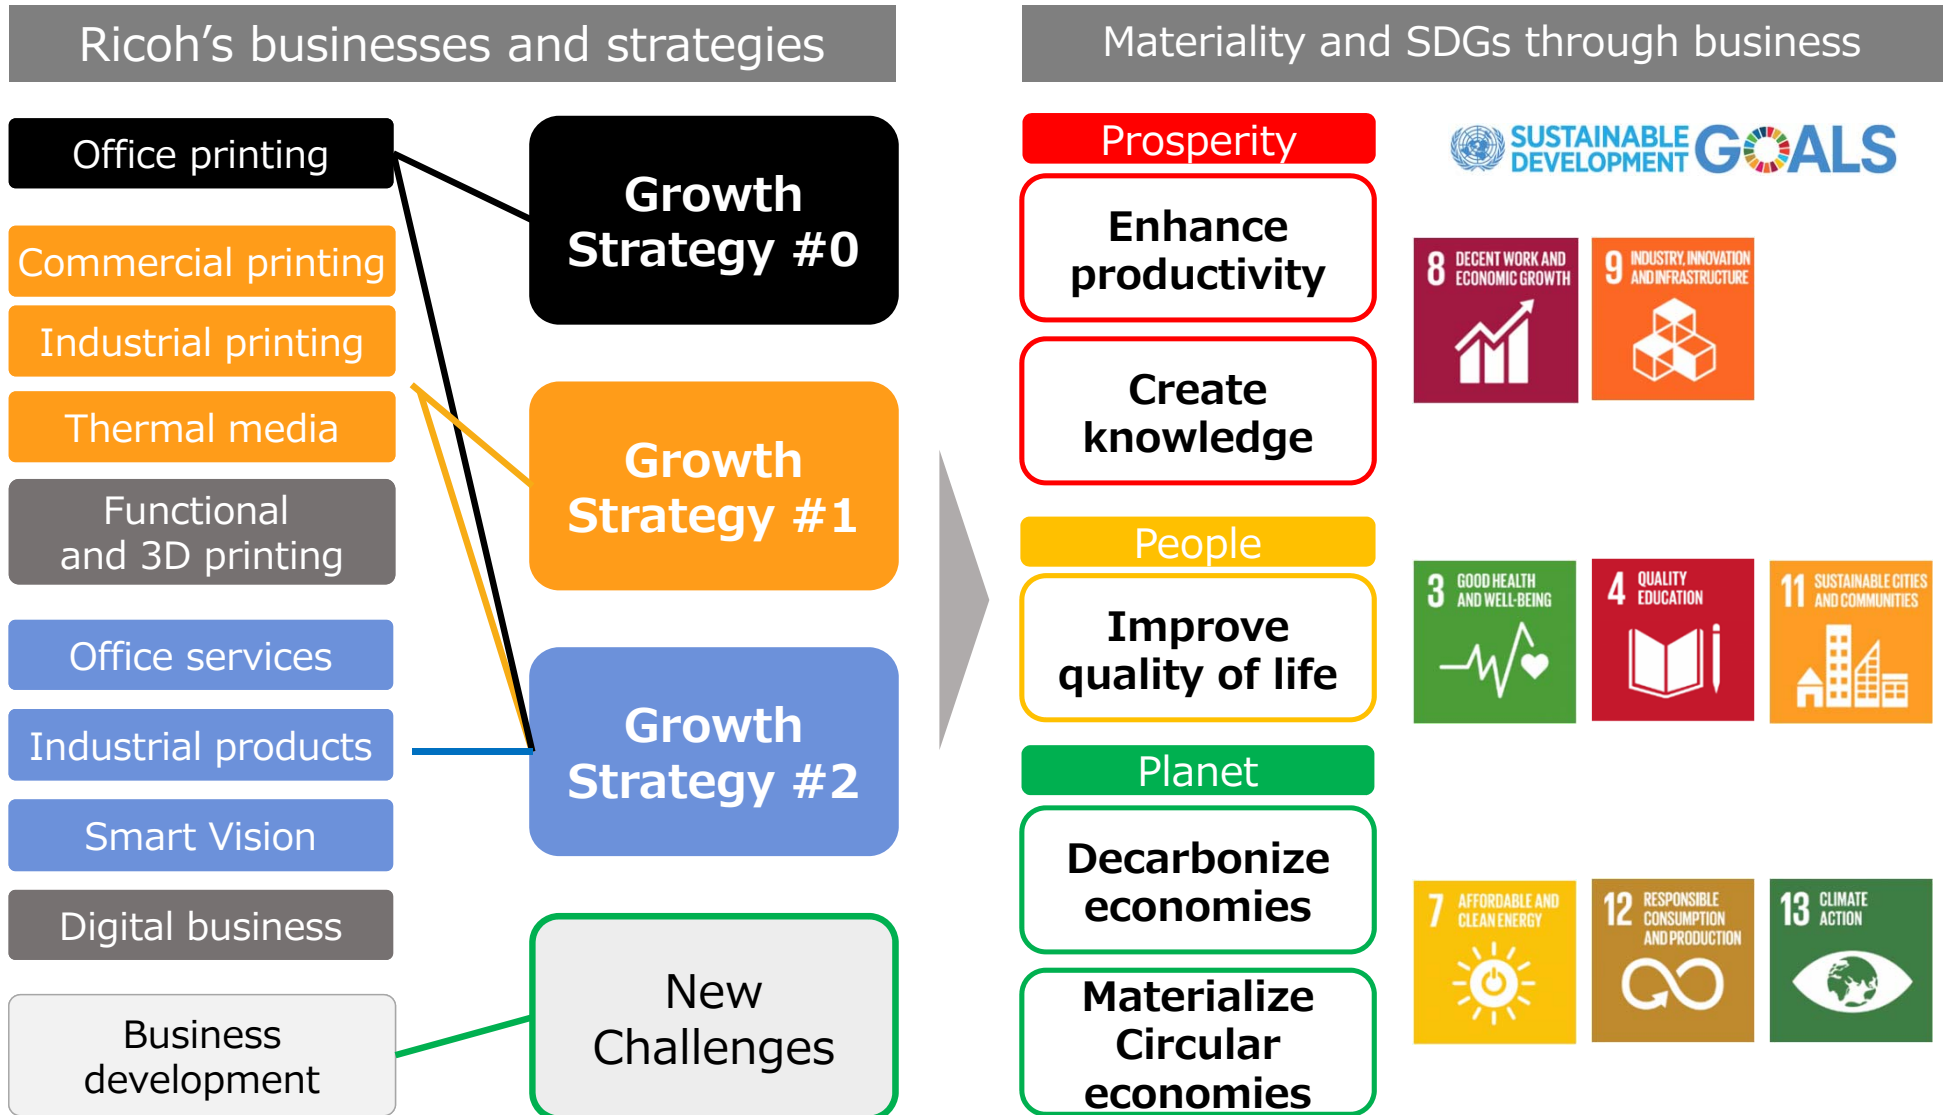 Ricoh’s businesses and strategies
Office printing
Commercial printing
Industrial printing
Thermal media
Functional
and 3D printing
Office services
Industrial products
Smart Vision
Digital business
Business
development
Growth
Strategy #0
Growth
Strategy #1
Growth
Strategy #2
New
Challenges
Materiality and SDGs through business
Prosperity
Enhance
productivity
Create
knowledge
People
Improve
quality of life
Planet
Decarbonize
economies
Materialize
Circular
economies
SUSTAINABLE
DEVELOPMENT
GOALS
8 DECENT WORK AND
ECONOMIC GROWTH
9 INDUSTRY, INNOVATION
AND INFRASTRUCTURE
3 GOOD HEALTH
AND WELL-BEING
4 QUALITY
EDUCATION
11 SUSTAINABLE CITIES
AND COMMUNITIES
7 AFFORDABLE AND
CLEAN ENERGY
12 RESPONSIBLE
CONSUMPTION
AND PRODUCTION
13 CLIMATE
ACTION